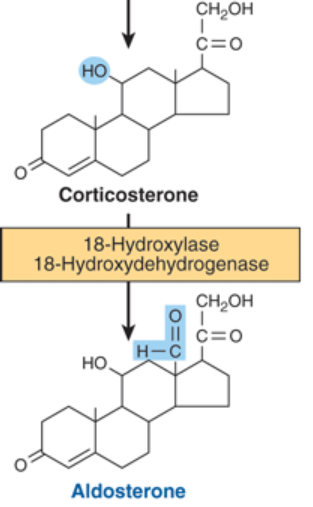 CH₂OH
C=O
HO
O
Corticosterone
18-Hydroxylase
18-Hydroxydehydrogenase
O
CH₂OH
H—C
C=O
HO
O
Aldosterone